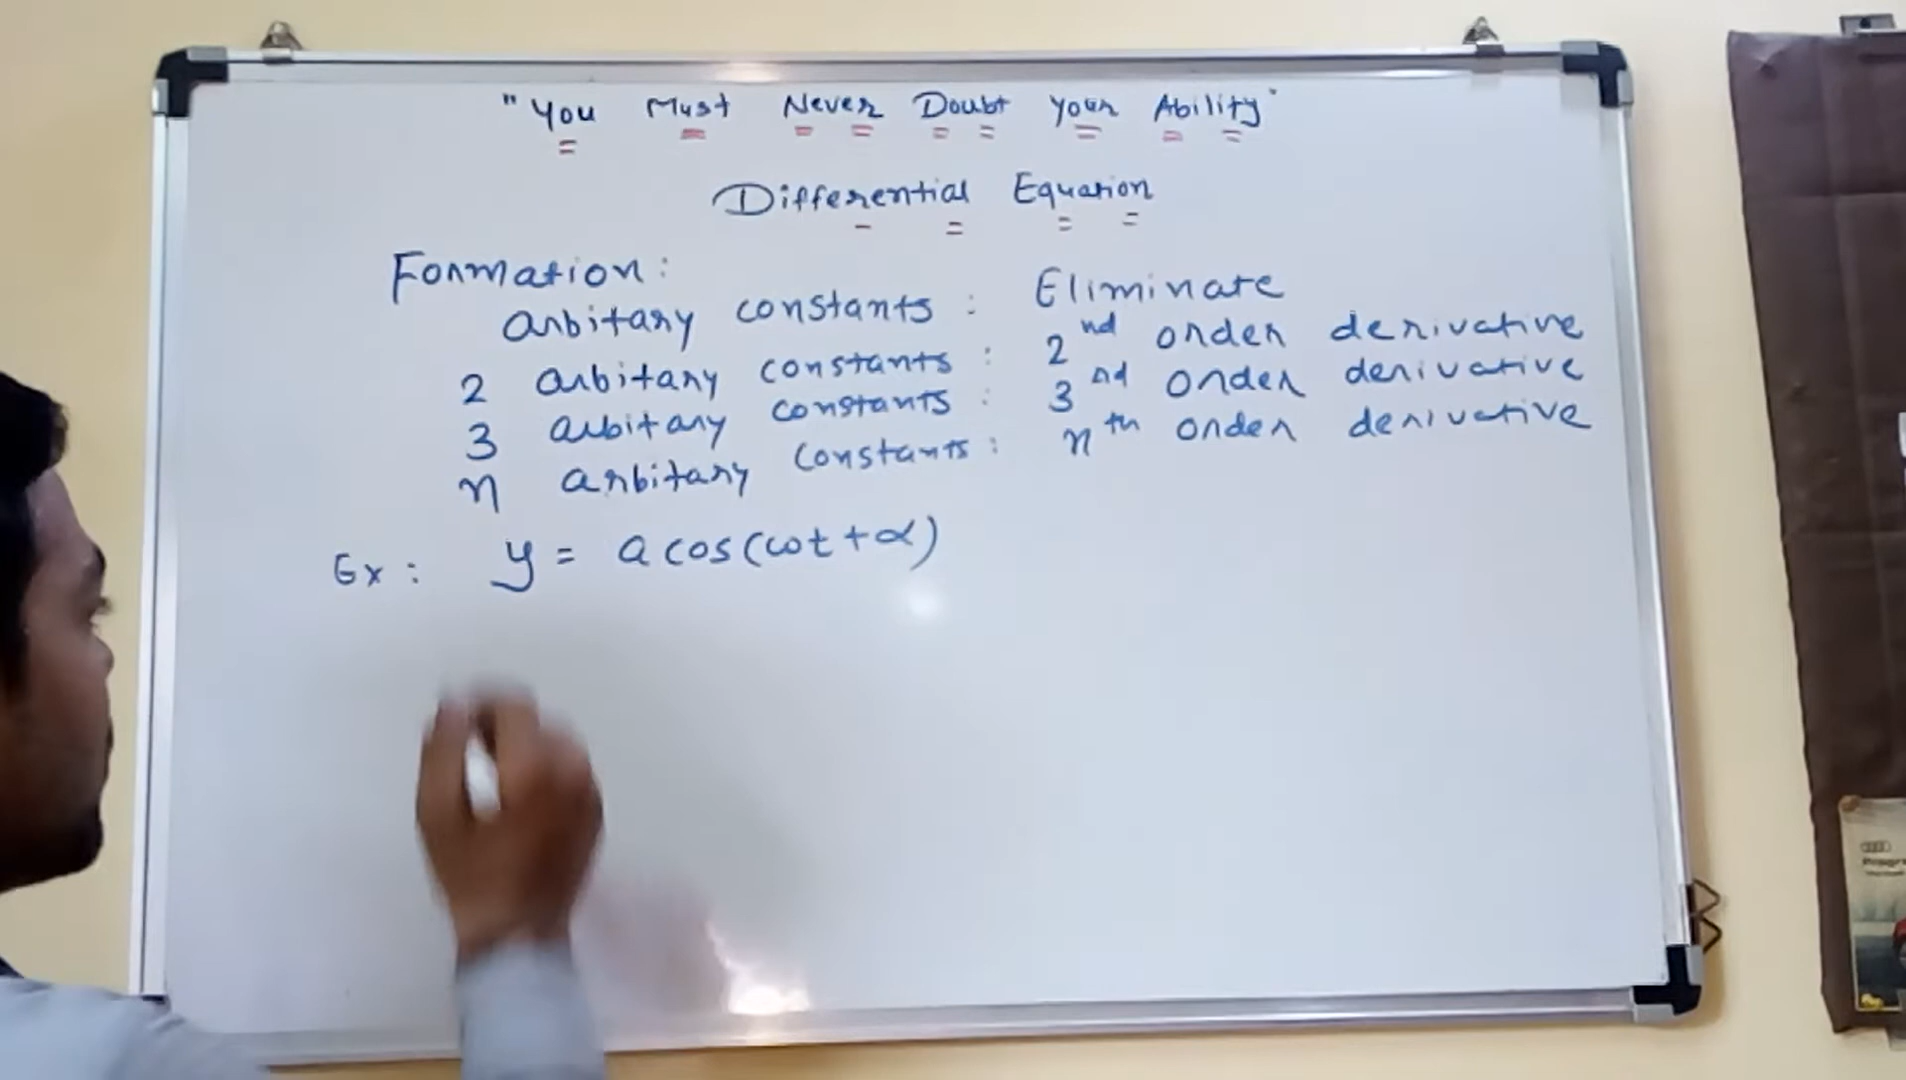 "You Must Never Doubt Your Ability"
Differential Equation
Formation:
arbitary constants : Eliminate
2 arbitary constants : 2nd order derivative
3 arbitary constants : 3rd order derivative
n arbitary constants : nth order derivative
Ex : y = a cos(ωt+α)